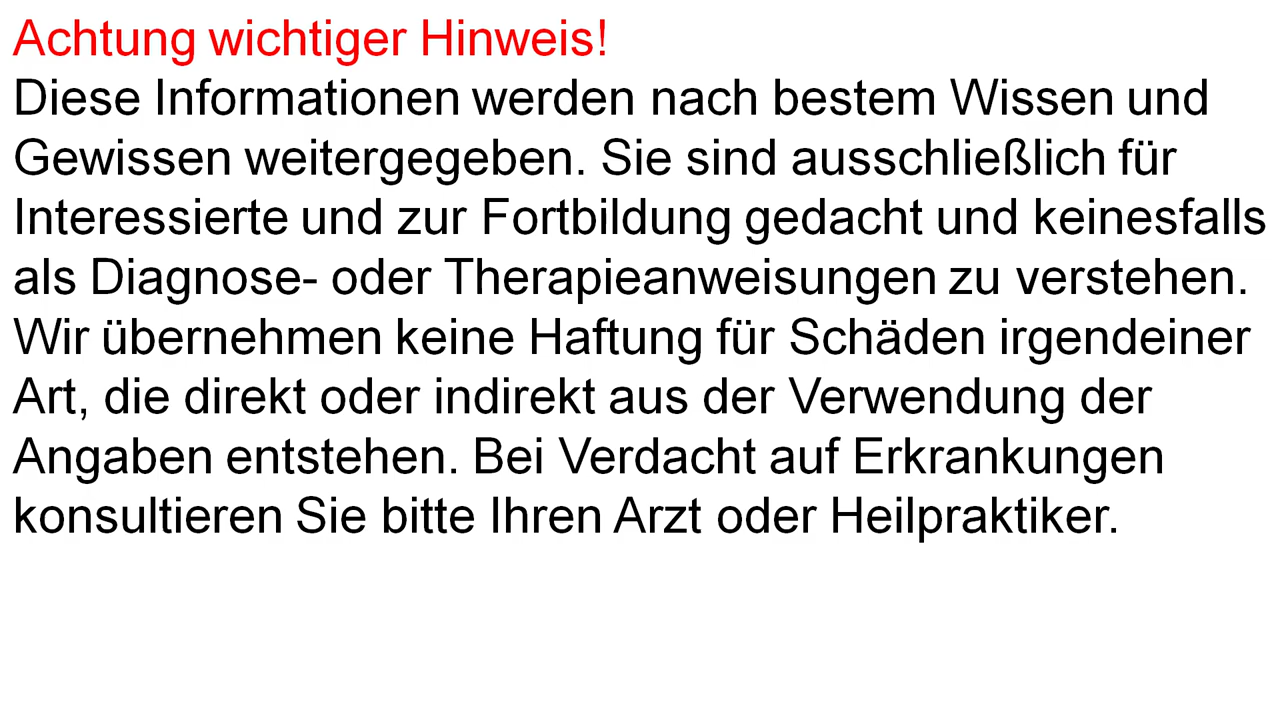 Achtung wichtiger Hinweis!
Diese Informationen werden nach bestem Wissen und
Gewissen weitergegeben. Sie sind ausschließlich für
Interessierte und zur Fortbildung gedacht und keinesfalls
als Diagnose- oder Therapieanweisungen zu verstehen.
Wir übernehmen keine Haftung für Schäden irgendeiner
Art, die direkt oder indirekt aus der Verwendung der
Angaben entstehen. Bei Verdacht auf Erkrankungen
konsultieren Sie bitte Ihren Arzt oder Heilpraktiker.